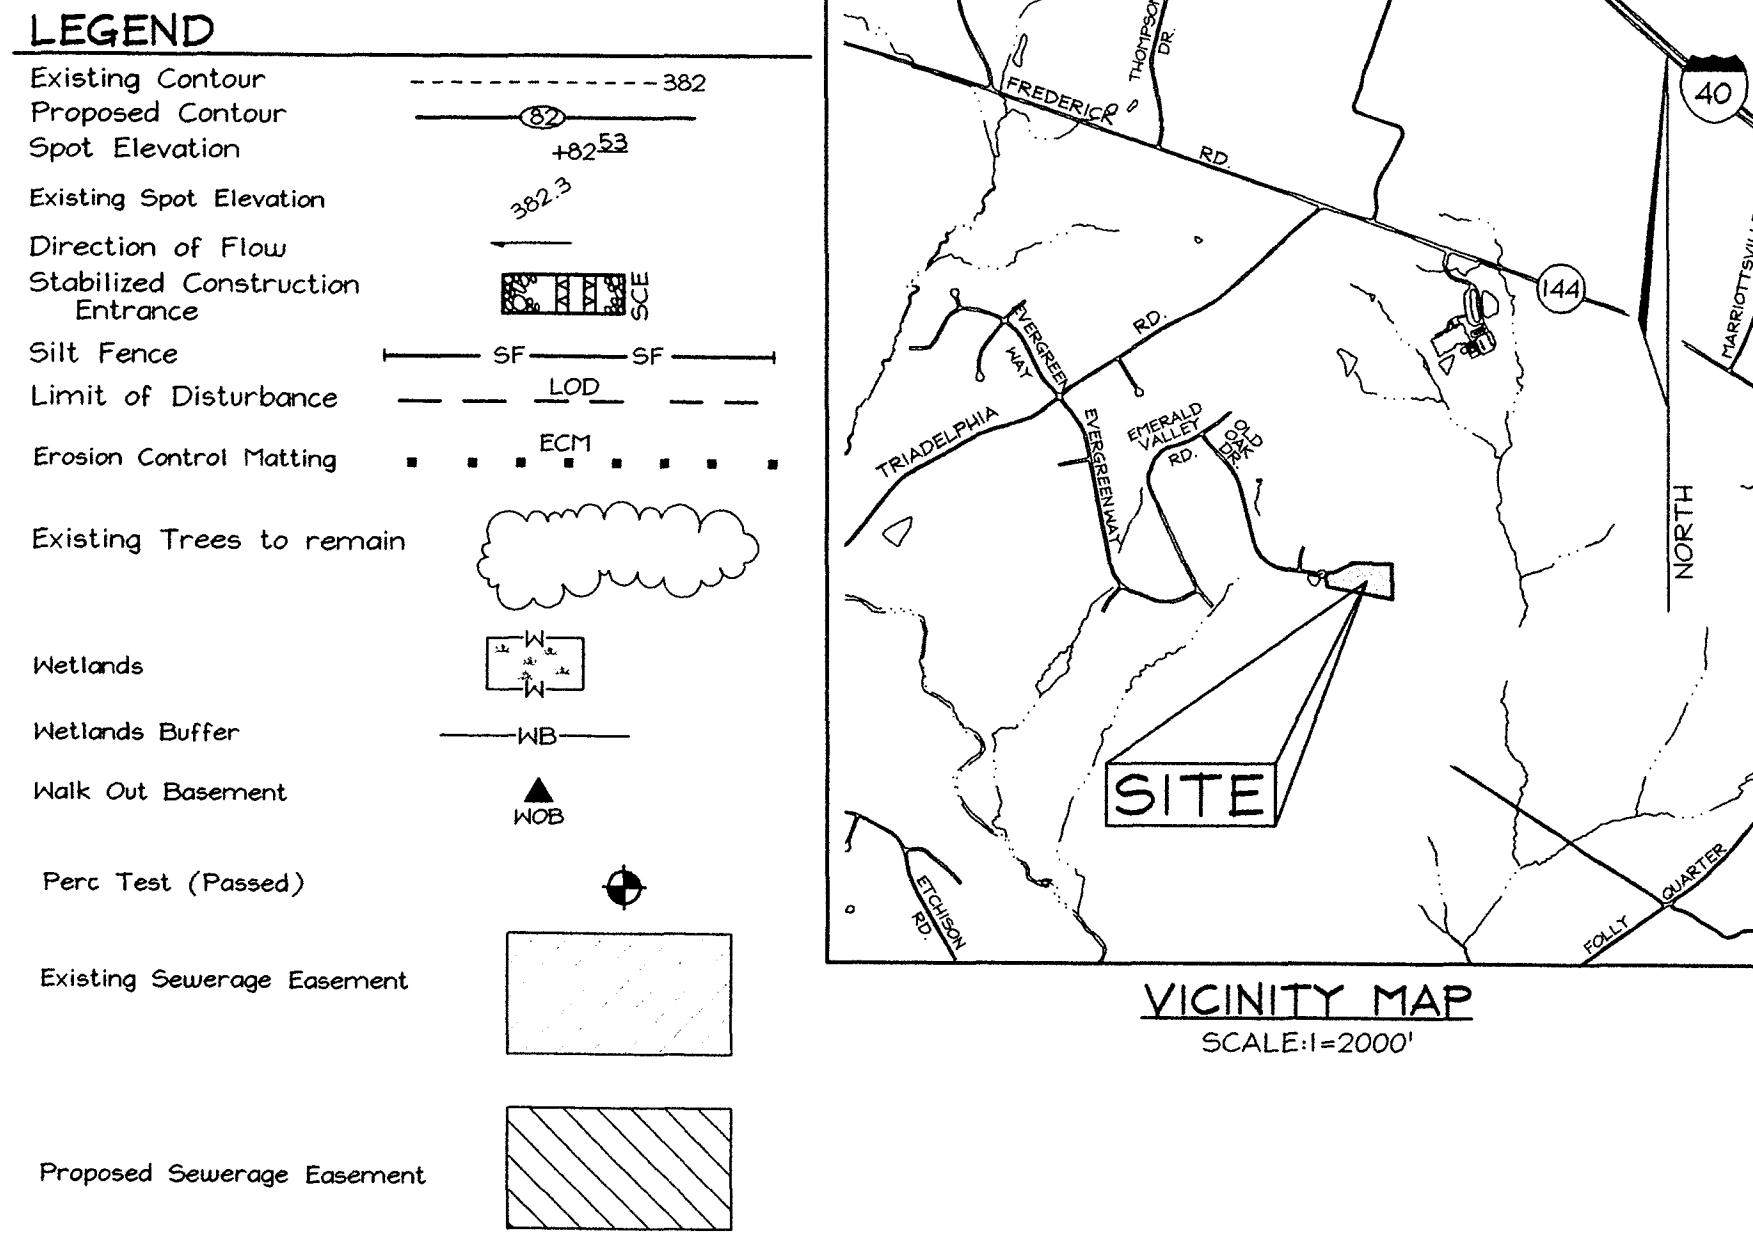 LEGEND
Existing Contour
382
Proposed Contour
82
Spot Elevation
+82 53
Existing Spot Elevation
382.3
Direction of Flow
Stabilized Construction
Entrance
SCE
Silt Fence
SF SF
Limit of Disturbance
LOD
Erosion Control Matting
ECM
Existing Trees to remain
Wetlands
W
W
Wetlands Buffer
WB
Walk Out Basement
WOB
Perc Test (Passed)
Existing Sewerage Easement
Proposed Sewerage Easement
THOMPSON
DR.
40
FREDERICK
RD.
144
MARRIOTTSVILLE
EVERGREEN
WAY
RD.
TRIADELPHIA
EVERGREEN WAY
EMERALD
VALLEY
RD.
OLD
OAK
DR.
NORTH
SITE
ETCHISON
RD.
FOLLY QUARTER
VICINITY MAP
SCALE:1=2000'